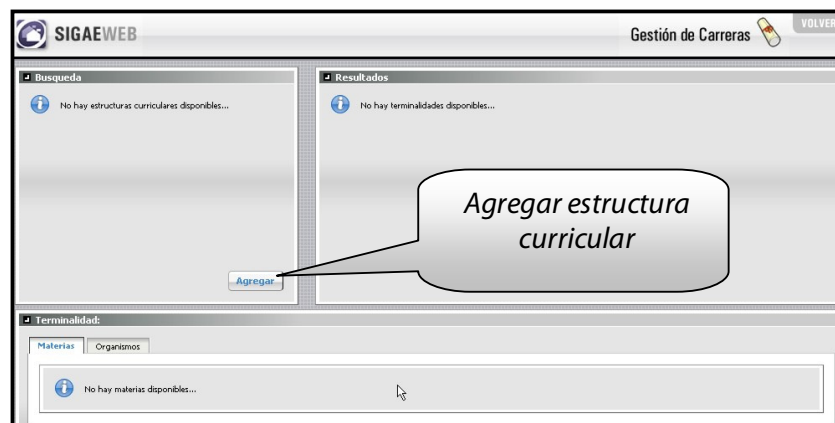 SIGAEWEB
Gestión de Carreras
VOLVER
Busqueda
No hay estructuras curriculares disponibles...
Resultados
No hay terminalidades disponibles...
Agregar estructura
curricular
Agregar
Terminalidad:
Materias
Organismos
No hay materias disponibles...